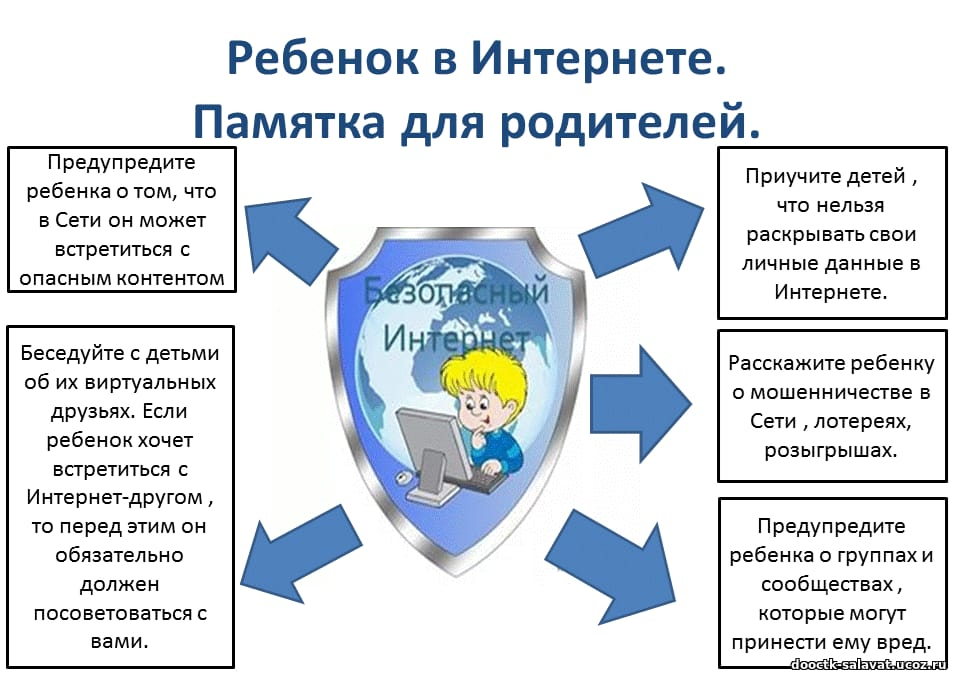 Ребенок в Интернете.
Памятка для родителей.
Предупредите
ребенка о том, что
в Сети он может
встретиться с
опасным контентом
Беседуйте с детьми
об их виртуальных
друзьях. Если
ребенок хочет
встретиться с
Интернет-другом ,
то перед этим он
обязательно
должен
посоветоваться с
вами.
Безопасный
Интернет
Приучите детей ,
что нельзя
раскрывать свои
личные данные в
Интернете.
Расскажите ребенку
о мошенничестве в
Сети , лотереях,
розыгрышах.
Предупредите
ребенка о группах и
сообществах ,
которые могут
принести ему вред.
dooctk-salavat.ucoz.ru